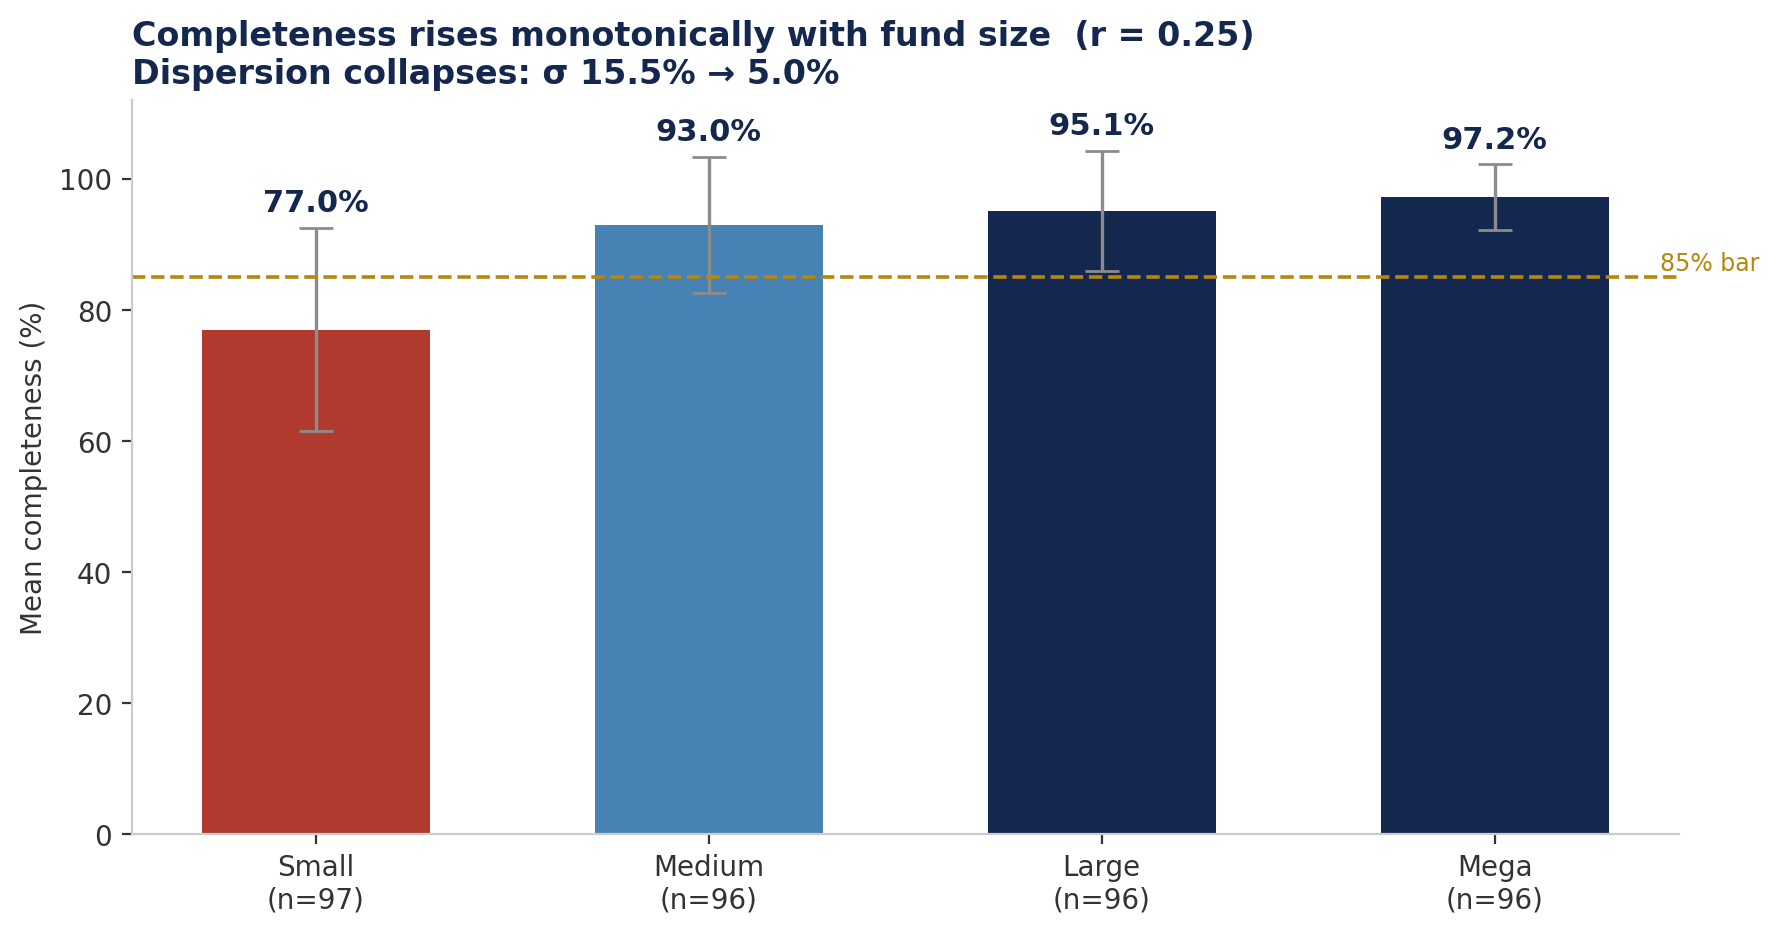 Completeness rises monotonically with fund size  (r = 0.25)
Dispersion collapses: σ 15.5% → 5.0%
Mean completeness (%)
100
80
60
40
20
0
77.0%
93.0%
95.1%
97.2%
85% bar
Small
(n=97)
Medium
(n=96)
Large
(n=96)
Mega
(n=96)